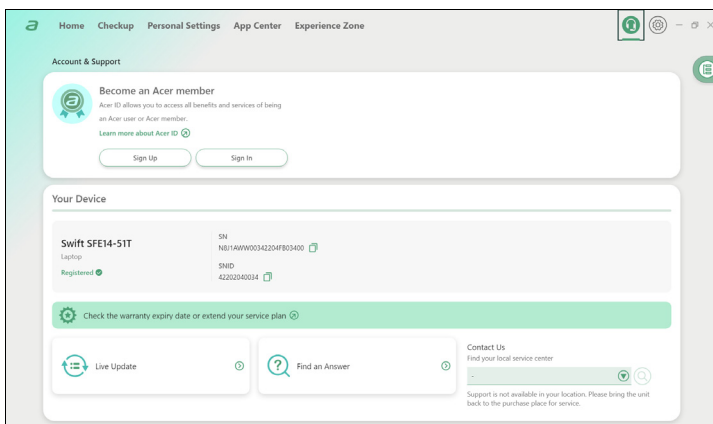 Home Checkup Personal Settings App Center Experience Zone
Account & Support
Become an Acer member
Acer ID allows you to access all benefits and services of being
an Acer user or Acer member.
Learn more about Acer ID
Sign Up Sign In
Your Device
Swift SFE14-51T
Laptop
Registered
SN
N8J1AWW00342204FB03400
SNID
42202040034
Check the warranty expiry date or extend your service plan
Live Update
Find an Answer
Contact Us
Find your local service center
-
Support is not available in your location. Please bring the unit
back to the purchase place for service.